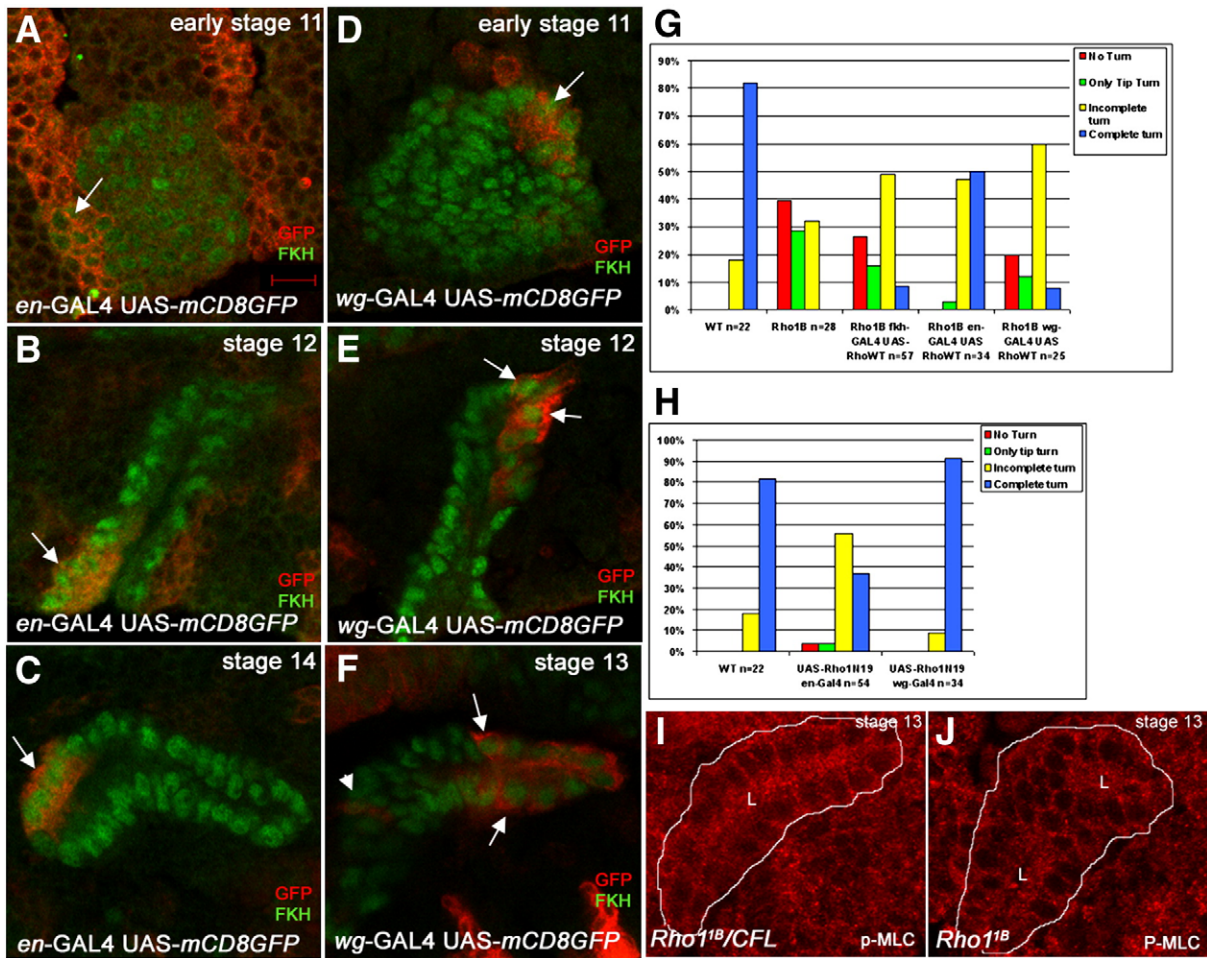 A
early stage 11
GFP
FKH
en-GAL4 UAS-mCD8GFP
B
stage 12
GFP
FKH
en-GAL4 UAS-mCD8GFP
C
stage 14
GFP
FKH
en-GAL4 UAS-mCD8GFP
D
early stage 11
GFP
FKH
wg-GAL4 UAS-mCD8GFP
E
stage 12
GFP
FKH
wg-GAL4 UAS-mCD8GFP
F
stage 13
GFP
FKH
wg-GAL4 UAS-mCD8GFP
G
90%
80%
70%
60%
50%
40%
30%
20%
10%
0%
WT n=22
Rho1B n=28
Rho1B fkh-
GAL4 UAS-
RhoWT n=57
Rho1B en-
GAL4 UAS
RhoWT n=34
Rho1B wg-
GAL4 UAS
RhoWT n=25
No Turn
Only Tip Turn
Incomplete
turn
Complete turn
H
100%
90%
80%
70%
60%
50%
40%
30%
20%
10%
0%
WT n=22
UAS-Rho1N19
en-Gal4 n=54
UAS-Rho1N19
wg-Gal4 n=34
No Turn
Only tip turn
Incomplete turn
Complete turn
I
stage 13
L
Rho1¹ᴮ/CFL
p-MLC
J
stage 13
L
L
Rho1¹ᴮ
P-MLC